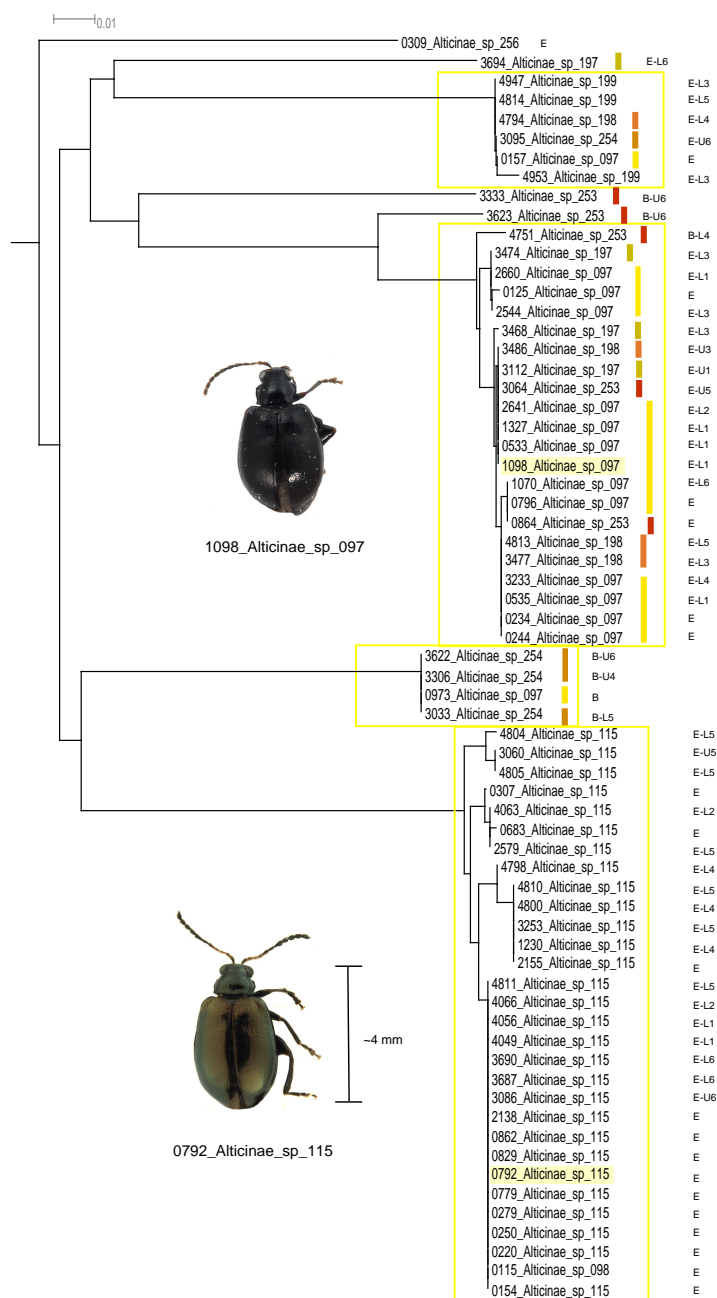 0.01
0309_Alticinae_sp_256 E
3694_Alticinae_sp_197 E-L6
4947_Alticinae_sp_199 E-L3
4814_Alticinae_sp_199 E-L5
4794_Alticinae_sp_198 E-L4
3095_Alticinae_sp_254 E-U6
0157_Alticinae_sp_097 E
4953_Alticinae_sp_199 E-L3
3333_Alticinae_sp_253 B-U6
3623_Alticinae_sp_253 B-U6
4751_Alticinae_sp_253 B-L4
3474_Alticinae_sp_197 E-L3
2660_Alticinae_sp_097 E-L1
0125_Alticinae_sp_097 E
2544_Alticinae_sp_097 E-L3
3468_Alticinae_sp_197 E-L3
3486_Alticinae_sp_198 E-U3
3112_Alticinae_sp_197 E-U1
3064_Alticinae_sp_253 E-U5
2641_Alticinae_sp_097 E-L2
1327_Alticinae_sp_097 E-L1
0533_Alticinae_sp_097 E-L1
1098_Alticinae_sp_097 E-L1
1070_Alticinae_sp_097 E-L6
0796_Alticinae_sp_097 E
0864_Alticinae_sp_253 E
4813_Alticinae_sp_198 E-L5
3477_Alticinae_sp_198 E-L3
3233_Alticinae_sp_097 E-L4
0535_Alticinae_sp_097 E-L1
0234_Alticinae_sp_097 E
0244_Alticinae_sp_097 E
1098_Alticinae_sp_097
3622_Alticinae_sp_254 B-U6
3306_Alticinae_sp_254 B-U4
0973_Alticinae_sp_097 B
3033_Alticinae_sp_254 B-L5
4804_Alticinae_sp_115 E-L5
3060_Alticinae_sp_115 E-U5
4805_Alticinae_sp_115 E-L5
0307_Alticinae_sp_115 E
4063_Alticinae_sp_115 E-L2
0683_Alticinae_sp_115 E
2579_Alticinae_sp_115 E-L5
4798_Alticinae_sp_115 E-L4
4810_Alticinae_sp_115 E-L5
4800_Alticinae_sp_115 E-L4
3253_Alticinae_sp_115 E-L5
1230_Alticinae_sp_115 E-L4
2155_Alticinae_sp_115 E
4811_Alticinae_sp_115 E-L5
4066_Alticinae_sp_115 E-L2
4056_Alticinae_sp_115 E-L1
4049_Alticinae_sp_115 E-L1
3690_Alticinae_sp_115 E-L6
3687_Alticinae_sp_115 E-L6
3086_Alticinae_sp_115 E-U6
2138_Alticinae_sp_115 E
0862_Alticinae_sp_115 E
0829_Alticinae_sp_115 E
0792_Alticinae_sp_115 E
0779_Alticinae_sp_115 E
0279_Alticinae_sp_115 E
0250_Alticinae_sp_115 E
0220_Alticinae_sp_115 E
0115_Alticinae_sp_098 E
0154_Alticinae_sp_115 E
~4 mm
0792_Alticinae_sp_115